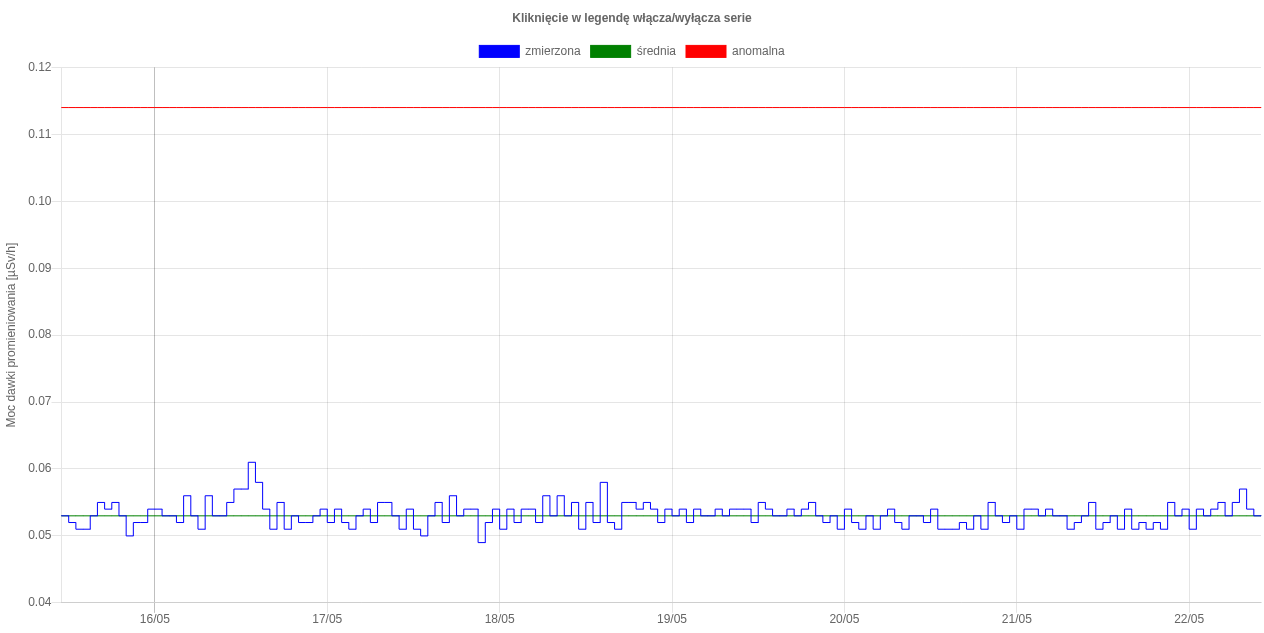 Kliknięcie w legendę włącza/wyłącza serie
zmierzona średnia anomalna
Moc dawki promieniowania [µSv/h]
0.12
0.11
0.10
0.09
0.08
0.07
0.06
0.05
0.04
16/05 17/05 18/05 19/05 20/05 21/05 22/05